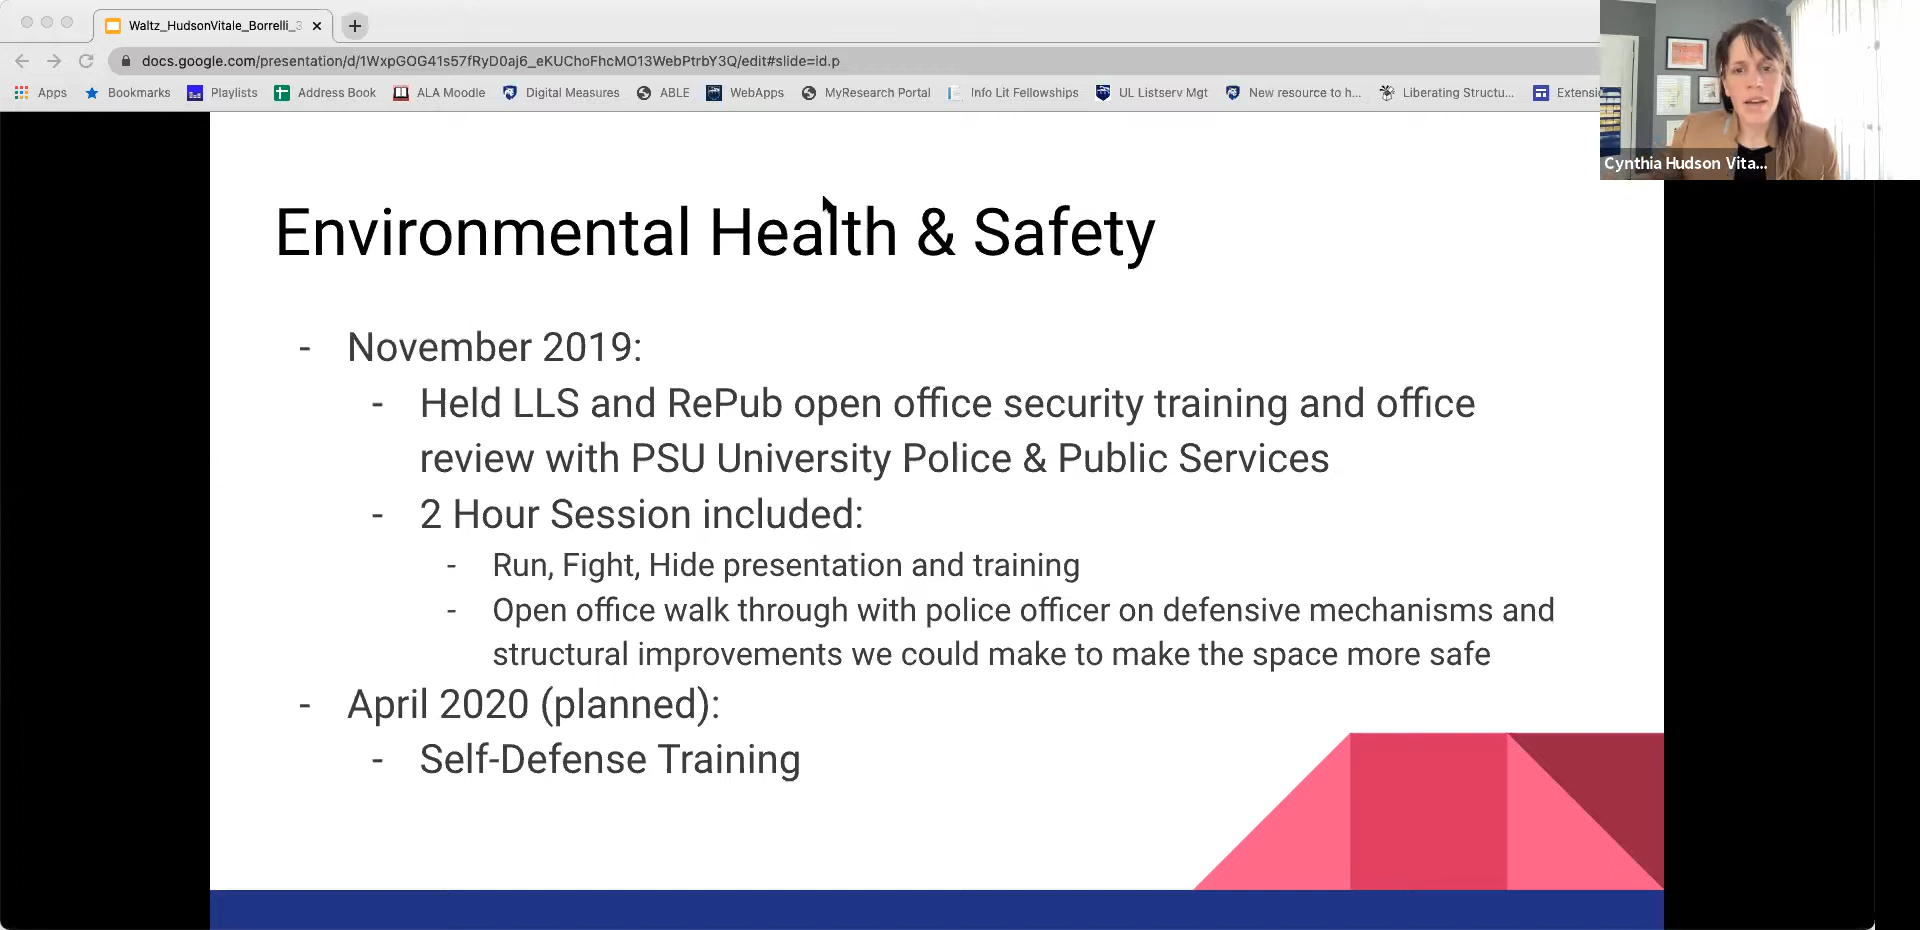 Waltz_HudsonVitale_Borrelli_3
docs.google.com/presentation/d/1WxpGOG41s57fRyD0aj6_eKUChoFhcMO13WebPtrbY3Q/edit#slide=id.p
Apps Bookmarks Playlists Address Book ALA Moodle Digital Measures ABLE WebApps MyResearch Portal Info Lit Fellowships UL Listserv Mgt New resource to h... Liberating Structu... Extensi
Cynthia Hudson Vita...
Environmental Health & Safety
- November 2019:
- Held LLS and RePub open office security training and office
review with PSU University Police & Public Services
- 2 Hour Session included:
- Run, Fight, Hide presentation and training
- Open office walk through with police officer on defensive mechanisms and
structural improvements we could make to make the space more safe
- April 2020 (planned):
- Self-Defense Training